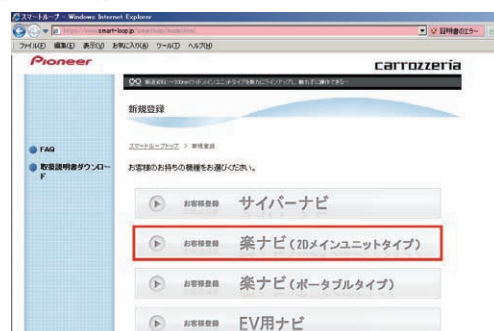 スマートループ - Windows Internet Explorer
smart-loop.jp
証明書のエラー
ファイル(F) 編集(E) 表示(V) お気に入り(A) ツール(T) ヘルプ(H)
Pioneer
carrozzeria
新規登録
スマートループトップ > 新規登録
FAQ
取扱説明書ダウンロード
お客様のお持ちの機種をお選びください。
お客様登録 サイバーナビ
お客様登録 楽ナビ(2Dメインユニットタイプ)
お客様登録 楽ナビ(ポータブルタイプ)
お客様登録 EV用ナビ